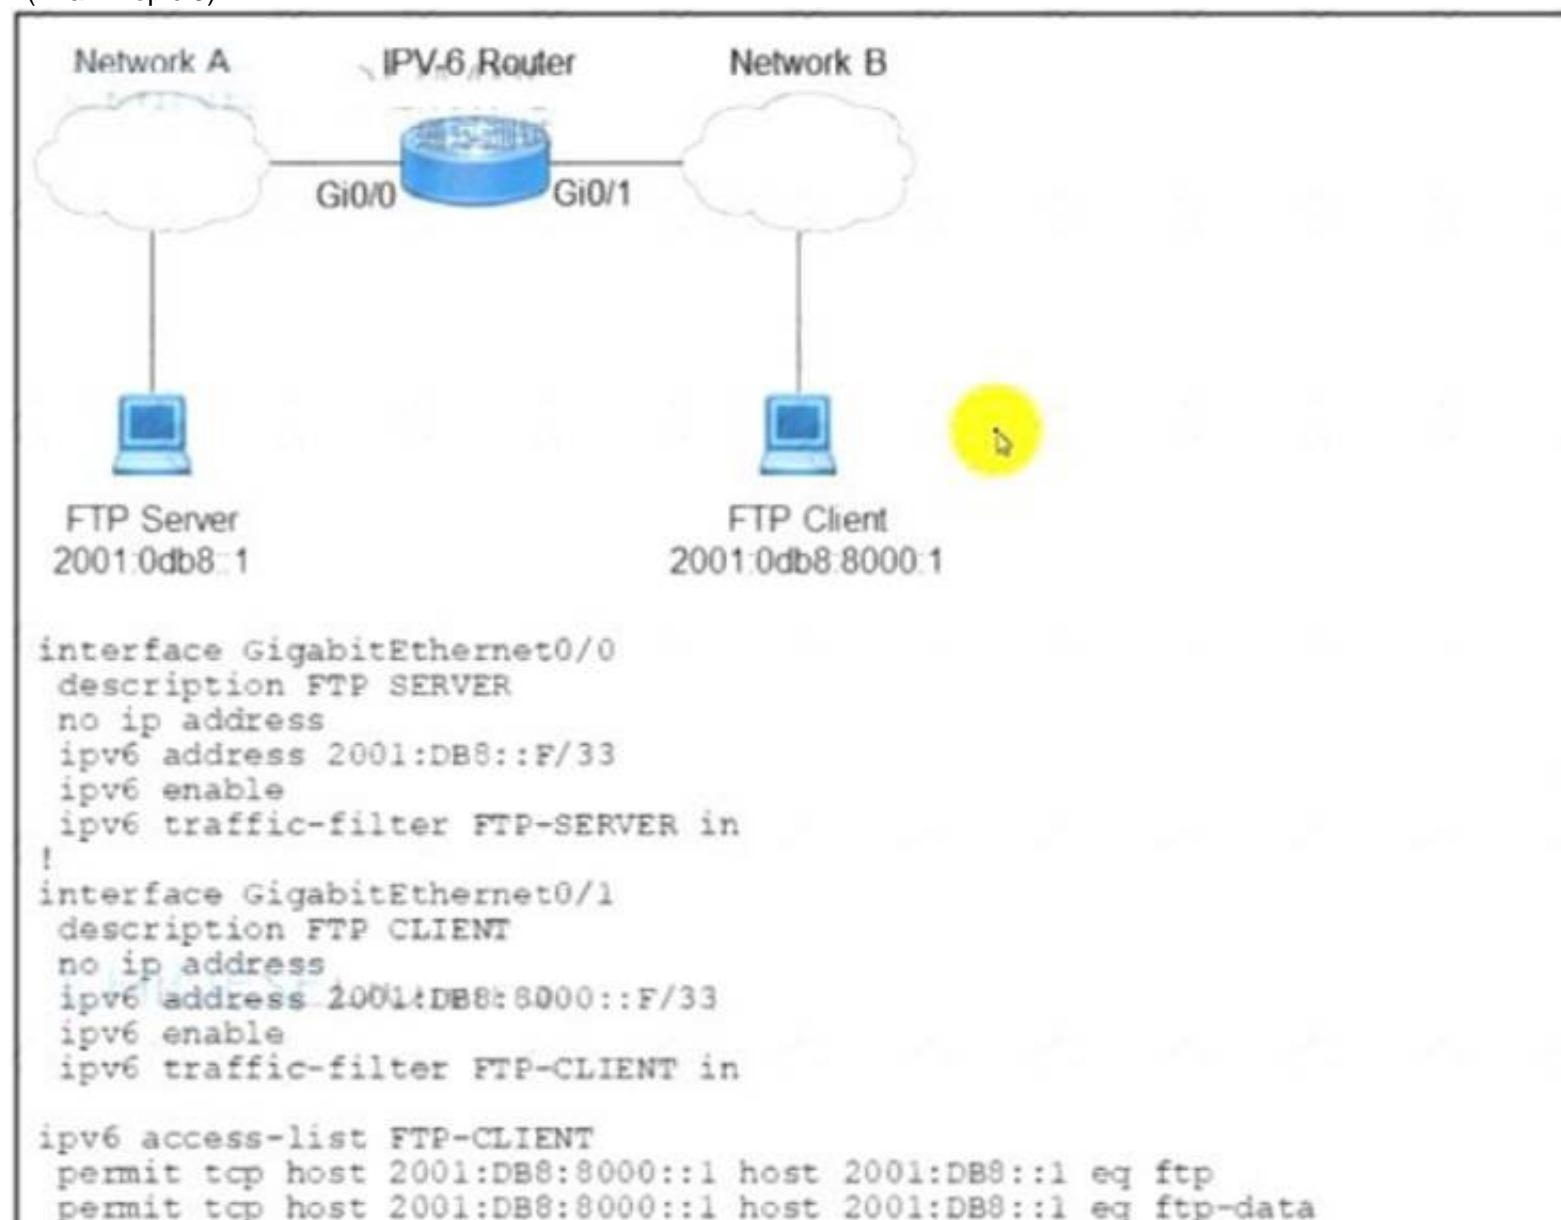 Network A
IPV-6 Router
Network B
Gi0/0
Gi0/1
FTP Server
2001:0db8::1
FTP Client
2001:0db8:8000:1
interface GigabitEthernet0/0
description FTP SERVER
no ip address
ipv6 address 2001:DB8::F/33
ipv6 enable
ipv6 traffic-filter FTP-SERVER in
!
interface GigabitEthernet0/1
description FTP CLIENT
no ip address
ipv6 address 2001:DB8:8000::F/33
ipv6 enable
ipv6 traffic-filter FTP-CLIENT in
ipv6 access-list FTP-CLIENT
permit tcp host 2001:DB8:8000::1 host 2001:DB8::1 eq ftp
permit tcp host 2001:DB8:8000::1 host 2001:DB8::1 eq ftp-data